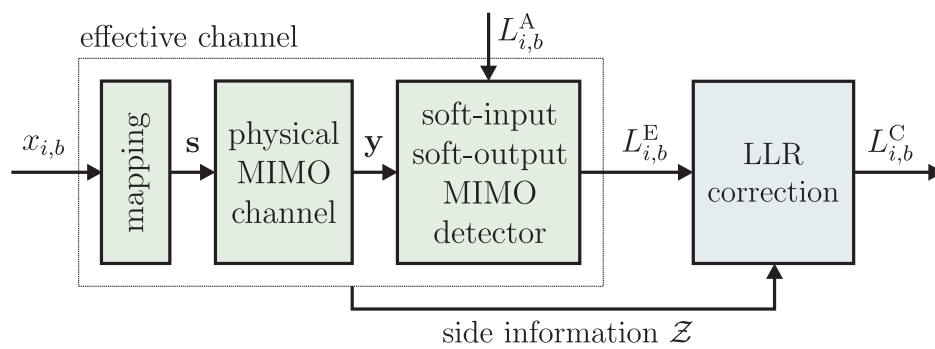 effective channel
L^A_{i,b}
x_{i,b}
mapping
s
physical
MIMO
channel
y
soft-input
soft-output
MIMO
detector
L^E_{i,b}
LLR
correction
L^C_{i,b}
side information 𝒵